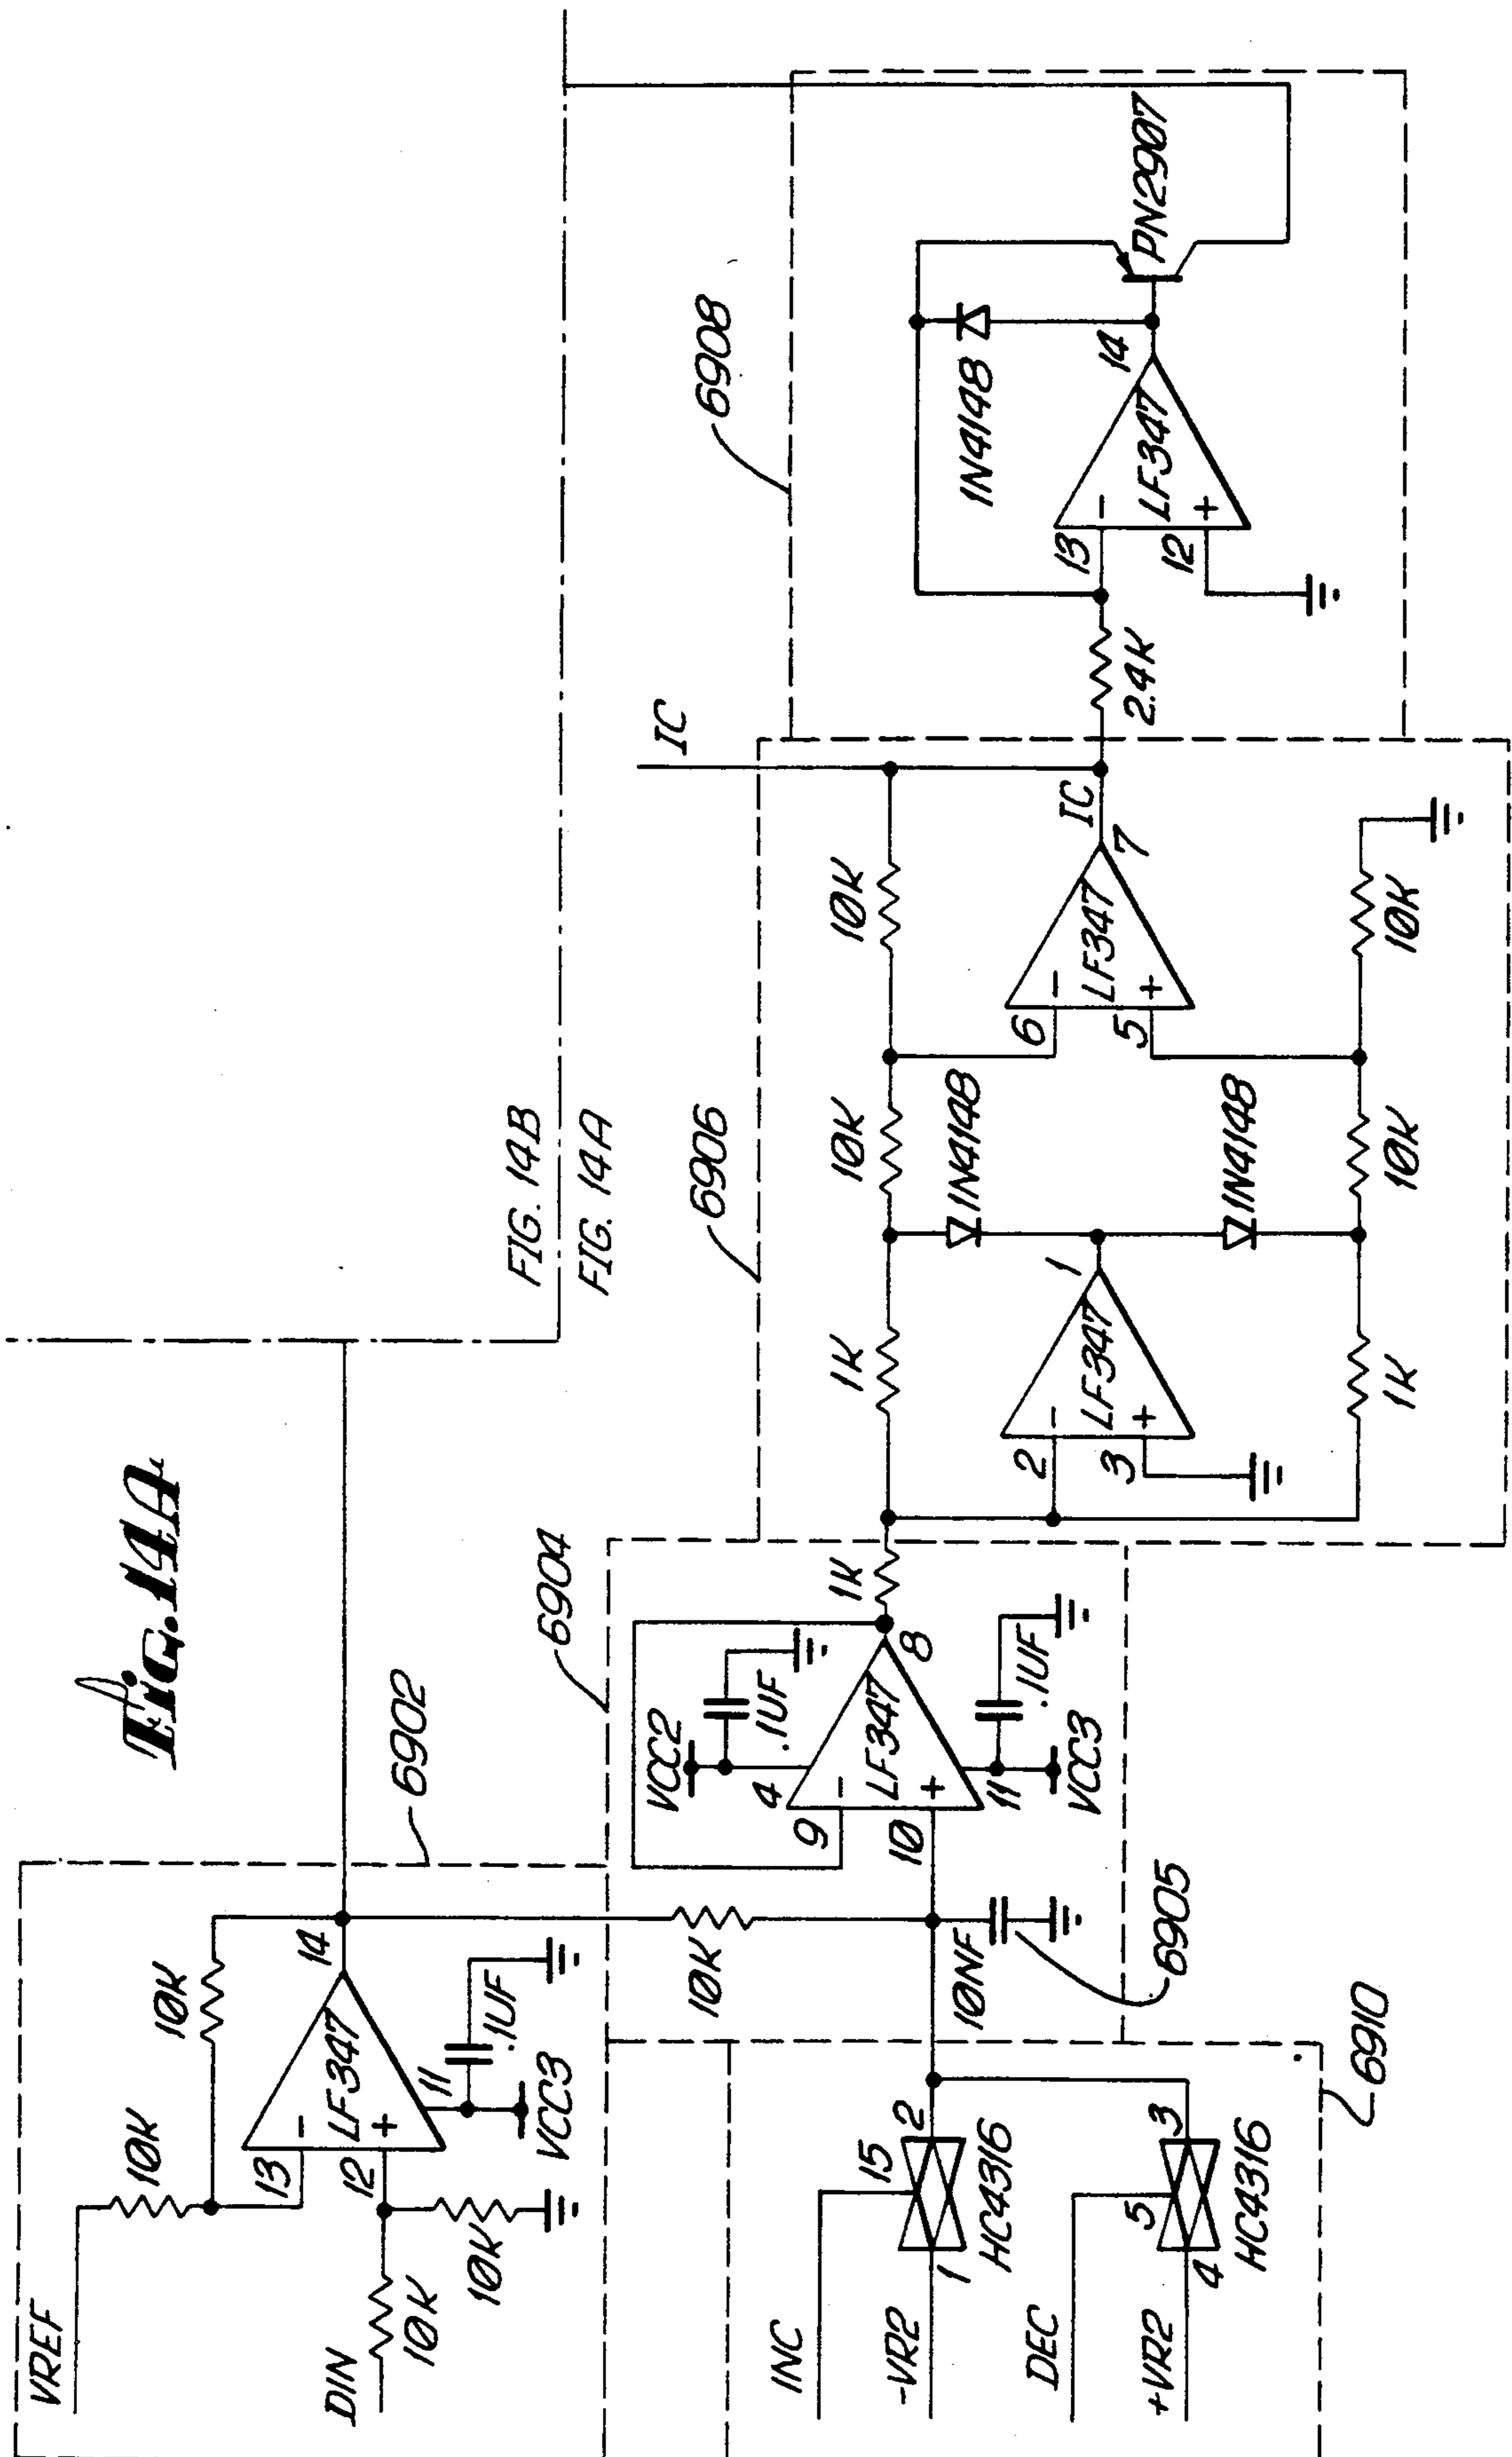 Fig. 14A
FIG. 14B
FIG. 14A
6902
VREF
10K
10K
13
12
14
LF347
-
+
11
.1UF
VCC3
DIN
10K
10K
6904
10K
VCC2
.1UF
4
9
10
8
LF347
-
+
11
.1UF
VCC3
10NF
6905
1K
6910
INC
-VR2
1
15
2
HC4316
DEC
+VR2
4
5
3
HC4316
6906
1K
10K
10K
IC
2
3
1
LF347
-
+
1N4148
1N4148
6
5
7
LF347
-
+
IC
1K
10K
10K
6908
2.4K
13
12
14
LF347
-
+
1N4148
PN2907